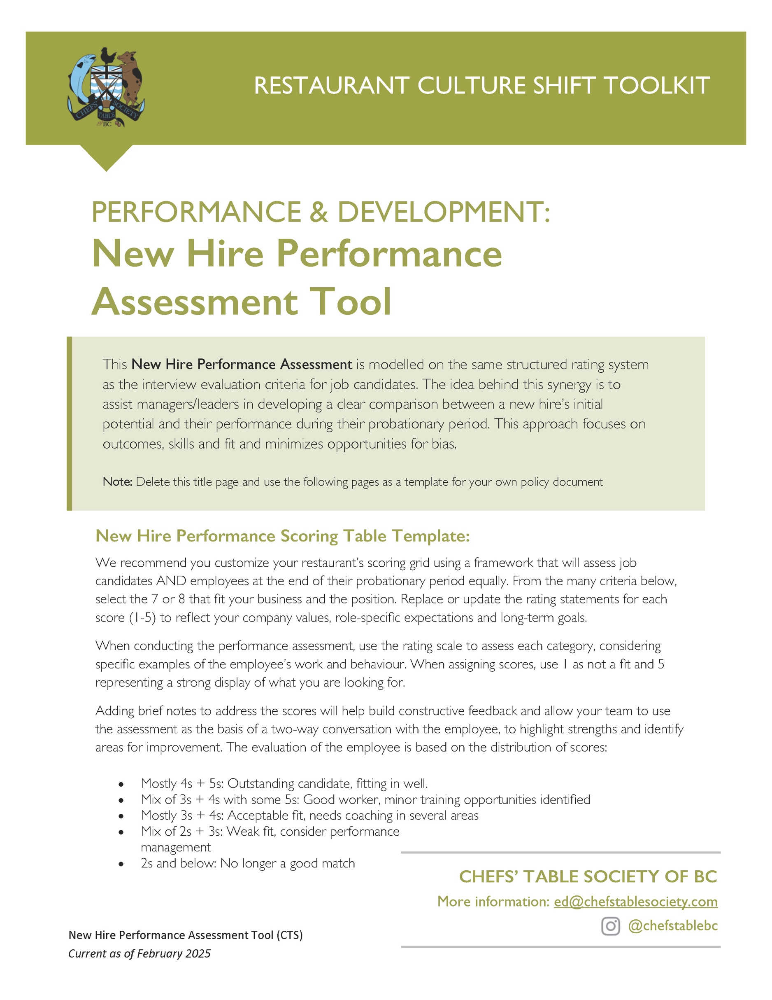 CHEFS' TABLE SOCIETY
of BC
RESTAURANT CULTURE SHIFT TOOLKIT
PERFORMANCE & DEVELOPMENT:
New Hire Performance
Assessment Tool
This New Hire Performance Assessment is modelled on the same structured rating system
as the interview evaluation criteria for job candidates. The idea behind this synergy is to
assist managers/leaders in developing a clear comparison between a new hire’s initial
potential and their performance during their probationary period. This approach focuses on
outcomes, skills and fit and minimizes opportunities for bias.
Note: Delete this title page and use the following pages as a template for your own policy document
New Hire Performance Scoring Table Template:
We recommend you customize your restaurant’s scoring grid using a framework that will assess job
candidates AND employees at the end of their probationary period equally. From the many criteria below,
select the 7 or 8 that fit your business and the position. Replace or update the rating statements for each
score (1-5) to reflect your company values, role-specific expectations and long-term goals.
When conducting the performance assessment, use the rating scale to assess each category, considering
specific examples of the employee’s work and behaviour. When assigning scores, use 1 as not a fit and 5
representing a strong display of what you are looking for.
Adding brief notes to address the scores will help build constructive feedback and allow your team to use
the assessment as the basis of a two-way conversation with the employee, to highlight strengths and identify
areas for improvement. The evaluation of the employee is based on the distribution of scores:
• Mostly 4s + 5s: Outstanding candidate, fitting in well.
• Mix of 3s + 4s with some 5s: Good worker, minor training opportunities identified
• Mostly 3s + 4s: Acceptable fit, needs coaching in several areas
• Mix of 2s + 3s: Weak fit, consider performance
management
• 2s and below: No longer a good match
CHEFS’ TABLE SOCIETY OF BC
More information: ed@chefstablesociety.com
@chefstablebc
New Hire Performance Assessment Tool (CTS)
Current as of February 2025